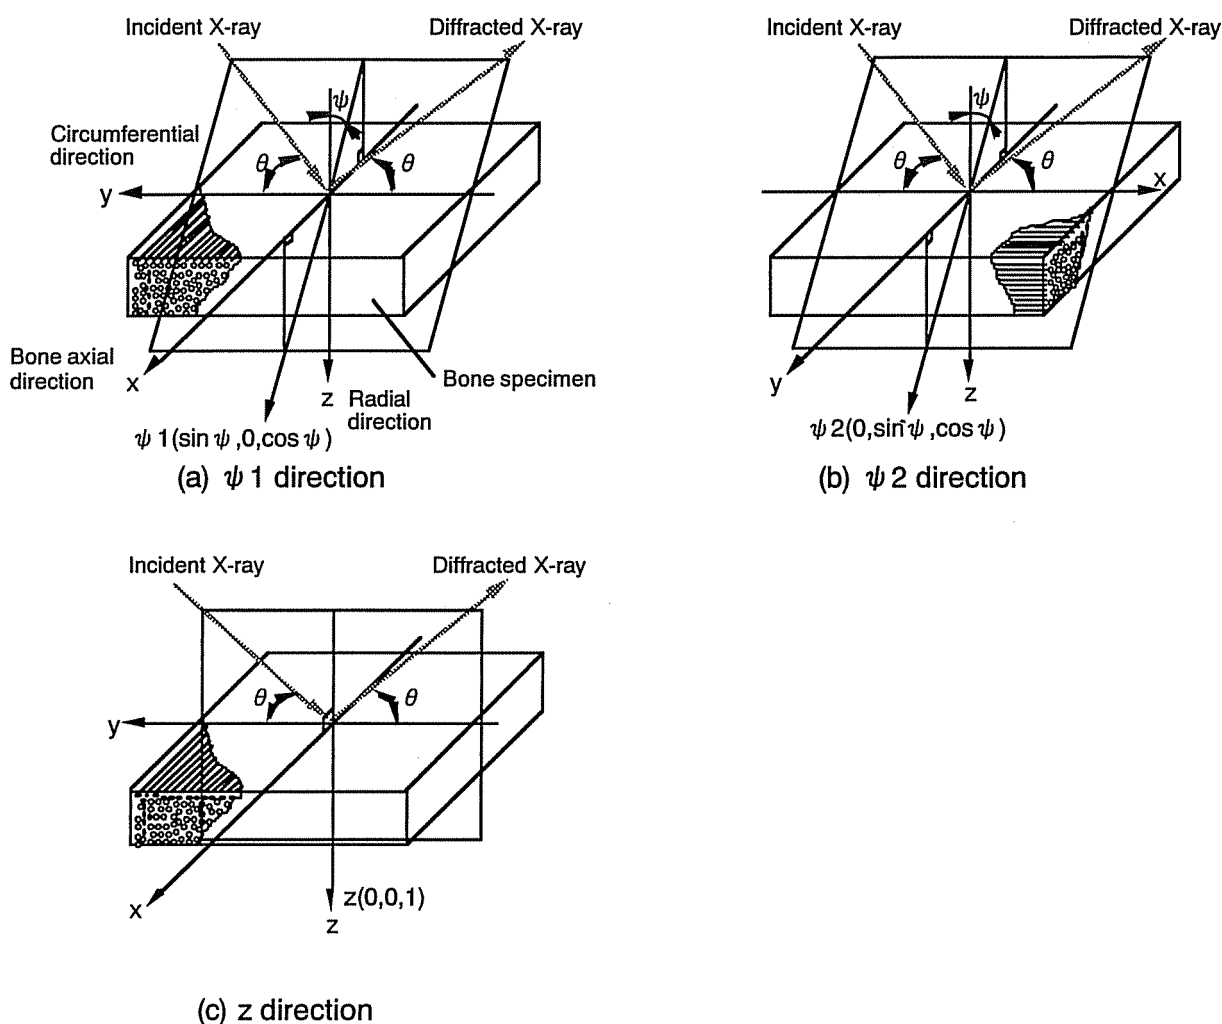 Incident X-ray
Diffracted X-ray
ψ
Circumferential
direction
θ
θ
y
Bone axial
direction
x
z
Radial
direction
Bone specimen
ψ1(sinψ,0,cosψ)
(a) ψ1 direction
Incident X-ray
Diffracted X-ray
ψ
θ
θ
x
y
z
ψ2(0,sinψ,cosψ)
(b) ψ2 direction
Incident X-ray
Diffracted X-ray
θ
θ
y
x
z(0,0,1)
z
(c) z direction